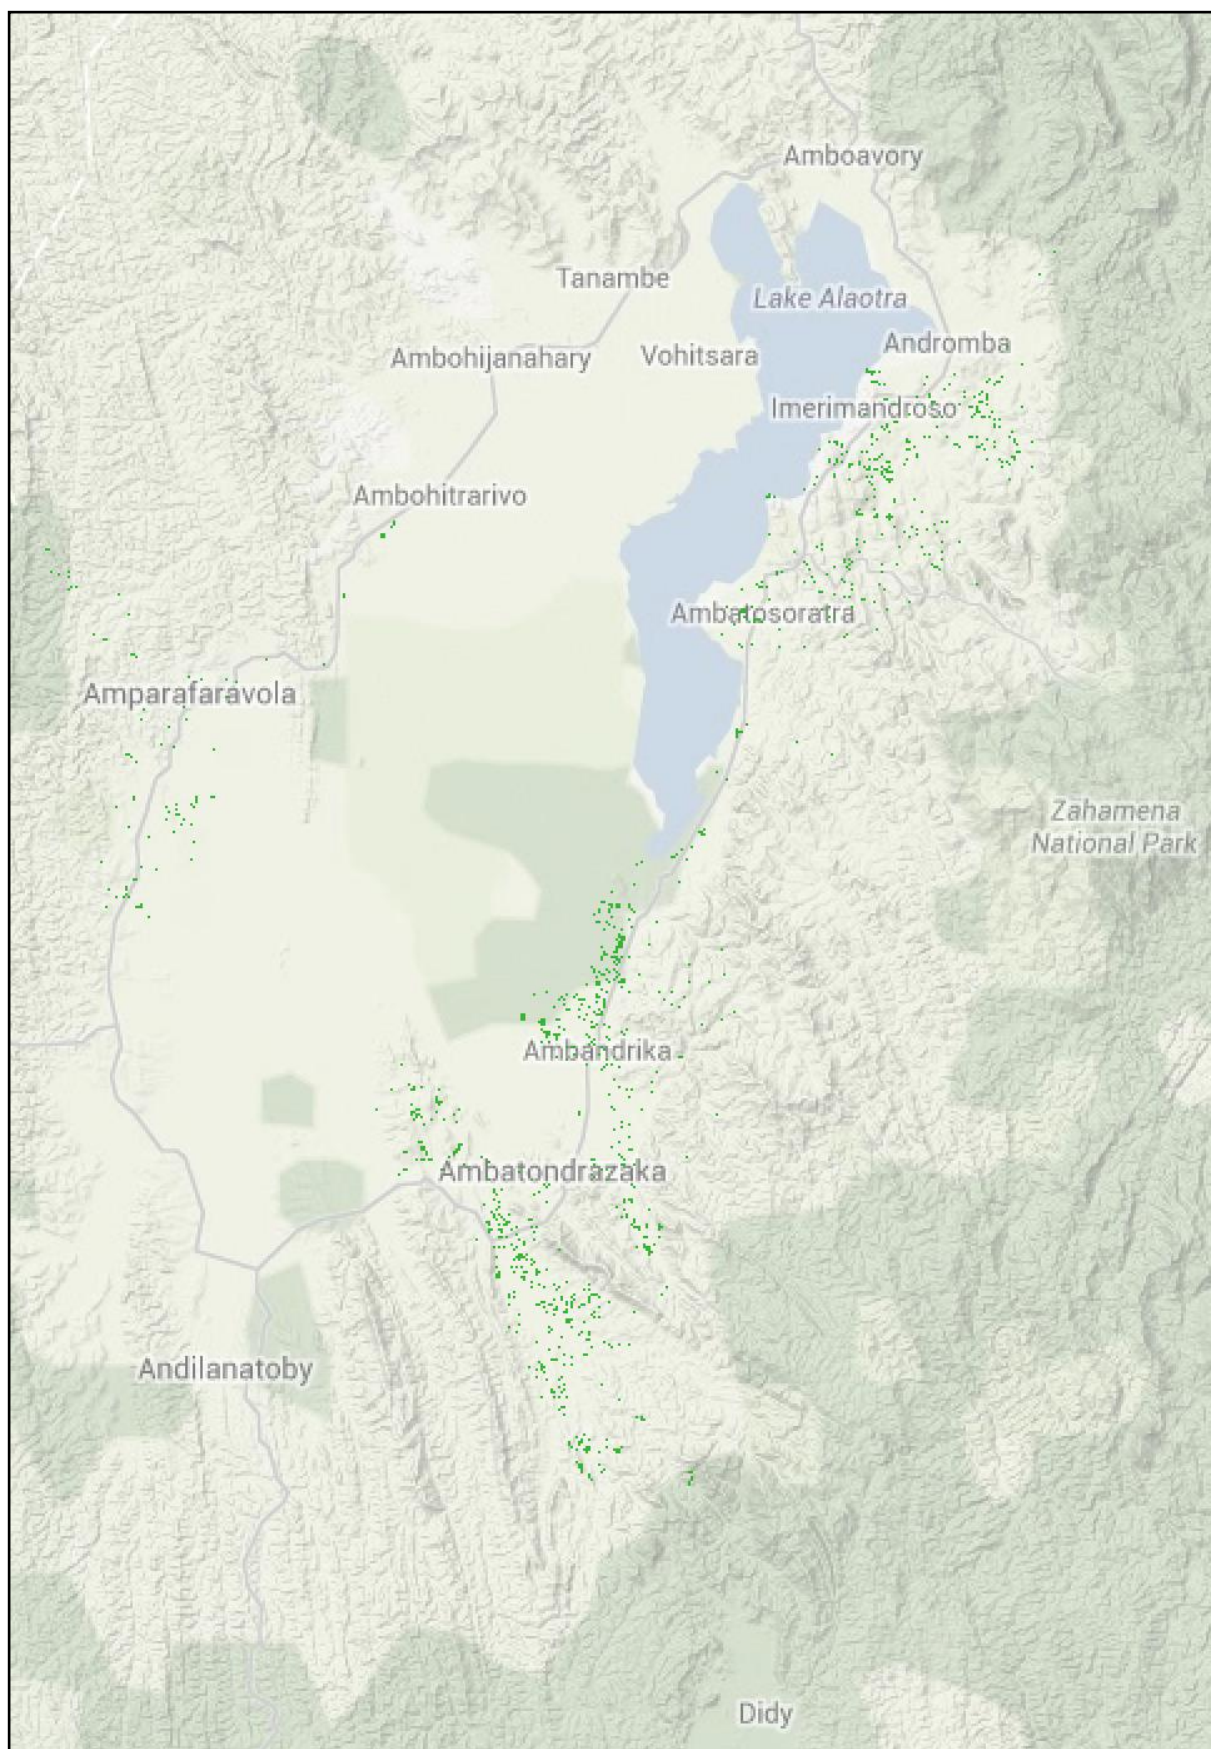 Amboavory
Tanambe
Lake Alaotra
Andromba
Ambohijanahary
Vohitsara
Imerimandroso
Ambohitrarivo
Ambatosoratra
Amparafaravola
Zahamena
National Park
Ambandrika
Ambatondrazaka
Andilanatoby
Didy